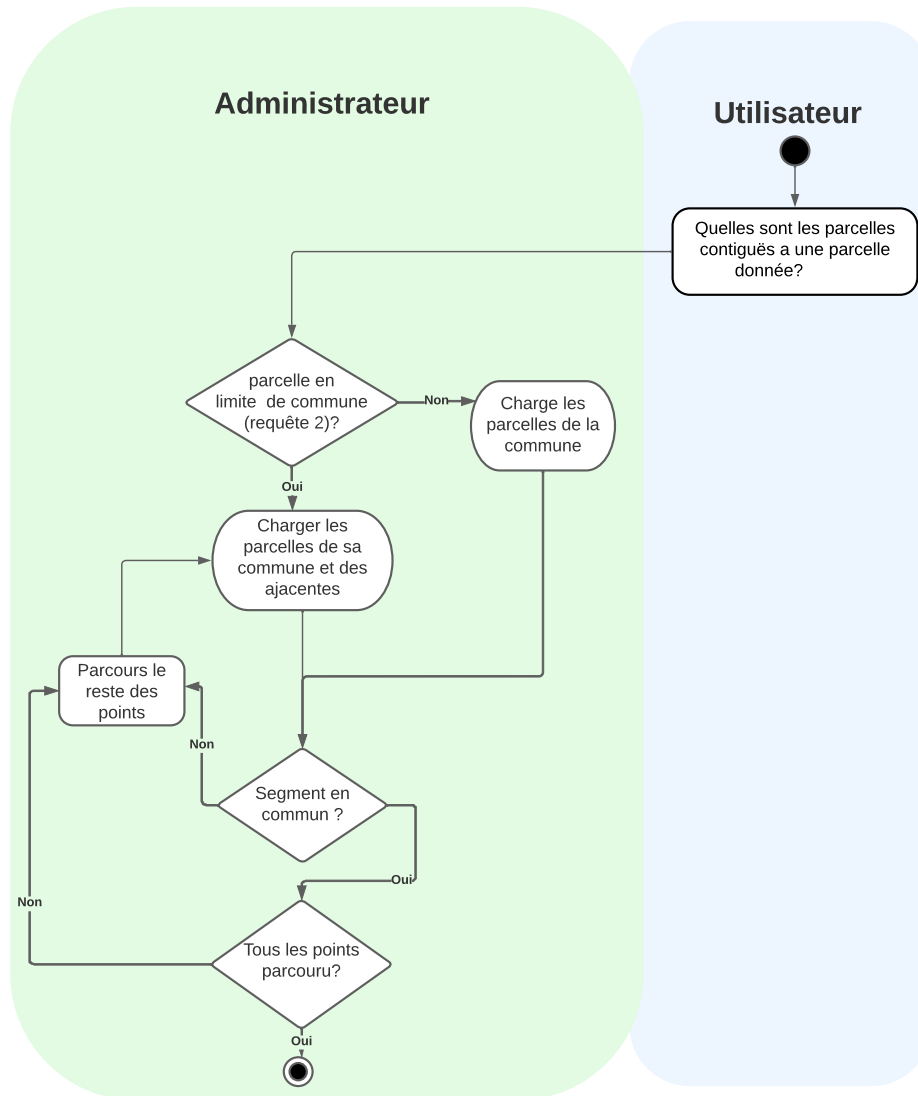 Administrateur
Utilisateur
Quelles sont les parcelles
contiguës a une parcelle
donnée?
parcelle en
limite de commune
(requête 2)?
Non
Charge les
parcelles de la
commune
Oui
Charger les
parcelles de sa
commune et des
ajacentes
Parcours le
reste des
points
Non
Segment en
commun ?
Oui
Non
Tous les points
parcouru?
Oui